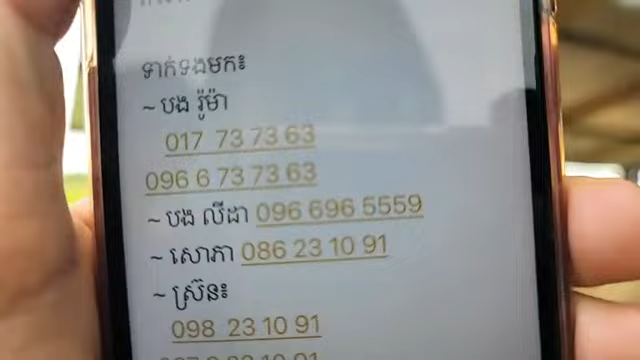 ទាក់ទងមក៖
~ បង រ៉ូម៉ា
017 73 73 63
096 6 73 73 63
~ បង លីដា 096 696 5559
~ សោភា 086 23 10 91
~ ស្រ៊ន៖
098 23 10 91